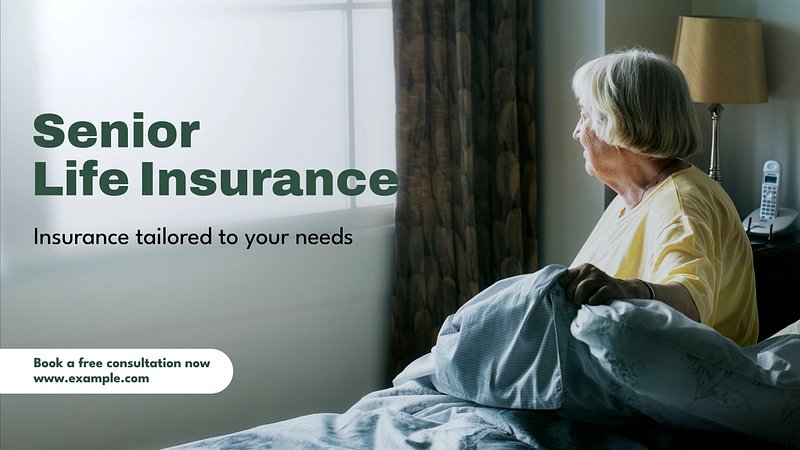 Senior
Life Insurance
Insurance tailored to your needs
Book a free consultation now
www.example.com